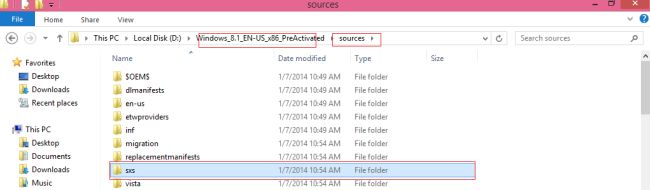 sources
File Home Share View
This PC Local Disk (D:) Windows_8.1_EN-US_x86_PreActivated sources Search sources
Favorites
Desktop
Downloads
Recent places
This PC
Desktop
Documents
Downloads
Music
Name Date modified Type Size
$OEM$ 1/7/2014 10:49 AM File folder
dlmanifests 1/7/2014 10:49 AM File folder
en-us 1/7/2014 10:49 AM File folder
etwproviders 1/7/2014 10:49 AM File folder
inf 1/7/2014 10:49 AM File folder
migration 1/7/2014 10:54 AM File folder
replacementmanifests 1/7/2014 10:54 AM File folder
sxs 1/7/2014 10:54 AM File folder
vista 1/7/2014 10:54 AM File folder